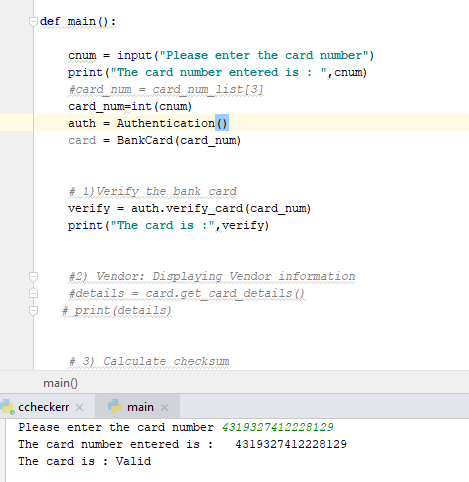 def main():
cnum = input("Please enter the card number")
print("The card number entered is : ",cnum)
#card_num = card_num_list[3]
card_num=int(cnum)
auth = Authentication()
card = BankCard(card_num)
# 1)Verify the bank card
verify = auth.verify_card(card_num)
print("The card is :",verify)
#2) Vendor: Displaying Vendor information
#details = card.get_card_details()
# print(details)
# 3) Calculate checksum
main()
ccheckerr × main ×
Please enter the card number 4319327412228129
The card number entered is :  4319327412228129
The card is : Valid